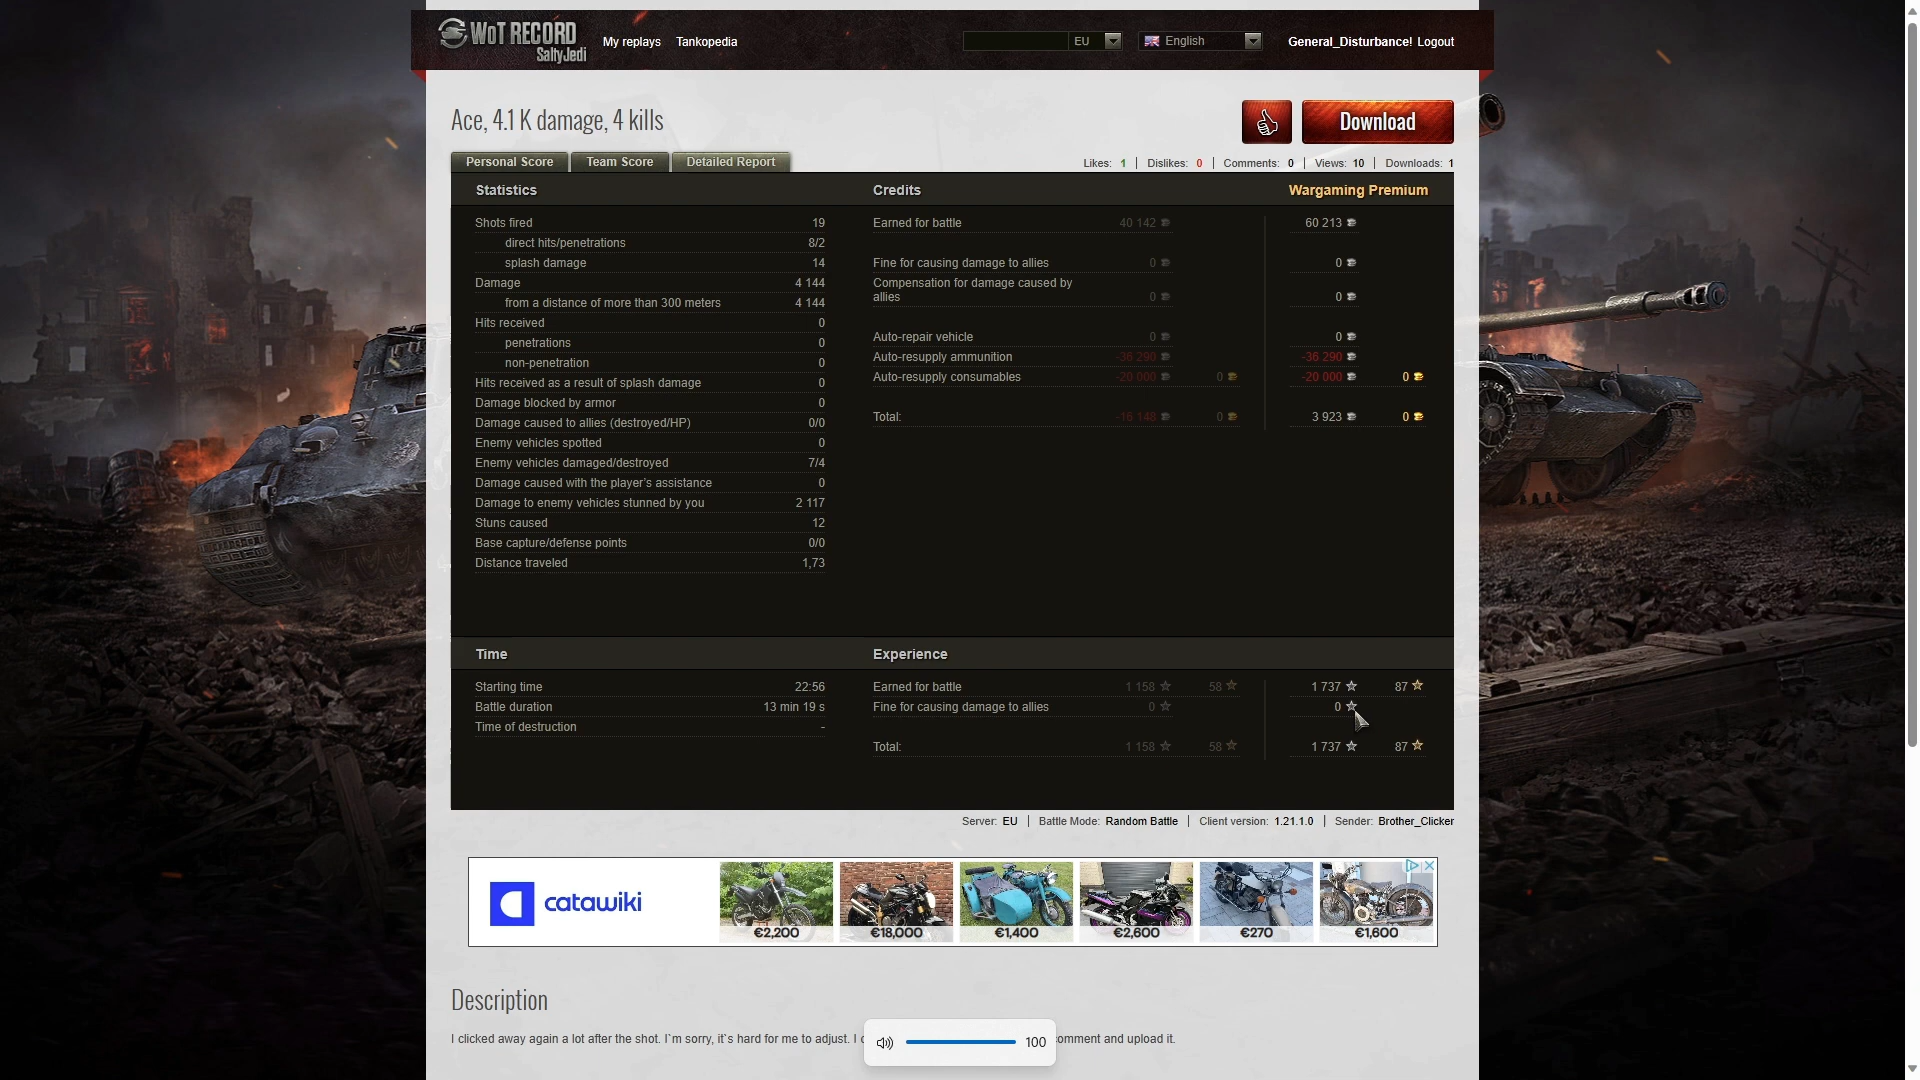 WoT RECORD
SaltyJedi
My replays Tankopedia
EU
English
General_Disturbance! Logout
Ace, 4.1 K damage, 4 kills
Download
Personal Score Team Score Detailed Report
Likes: 1 | Dislikes: 0 | Comments: 0 | Views: 10 | Downloads: 1
Statistics
Shots fired 19
direct hits/penetrations 8/2
splash damage 14
Damage 4 144
from a distance of more than 300 meters 4 144
Hits received 0
penetrations 0
non-penetration 0
Hits received as a result of splash damage 0
Damage blocked by armor 0
Damage caused to allies (destroyed/HP) 0/0
Enemy vehicles spotted 0
Enemy vehicles damaged/destroyed 7/4
Damage caused with the player's assistance 0
Damage to enemy vehicles stunned by you 2 117
Stuns caused 12
Base capture/defense points 0/0
Distance traveled 1,73
Credits Wargaming Premium
Earned for battle 40 142 60 213
Fine for causing damage to allies 0 0
Compensation for damage caused by
allies 0 0
Auto-repair vehicle 0 0
Auto-resupply ammunition -36 290 -36 290
Auto-resupply consumables -20 000 0 -20 000 0
Total: -16 148 0 3 923 0
Time
Starting time 22:56
Battle duration 13 min 19 s
Time of destruction -
Experience
Earned for battle 1 158 58 1 737 87
Fine for causing damage to allies 0 0
Total: 1 158 58 1 737 87
Server: EU | Battle Mode: Random Battle | Client version: 1.21.1.0 | Sender: Brother_Clicker
catawiki
€2,200 €18,000 €1,400 €2,600 €270 €1,600
Description
I clicked away again a lot after the shot. I`m sorry, it`s hard for me to adjust. I omment and upload it.
100